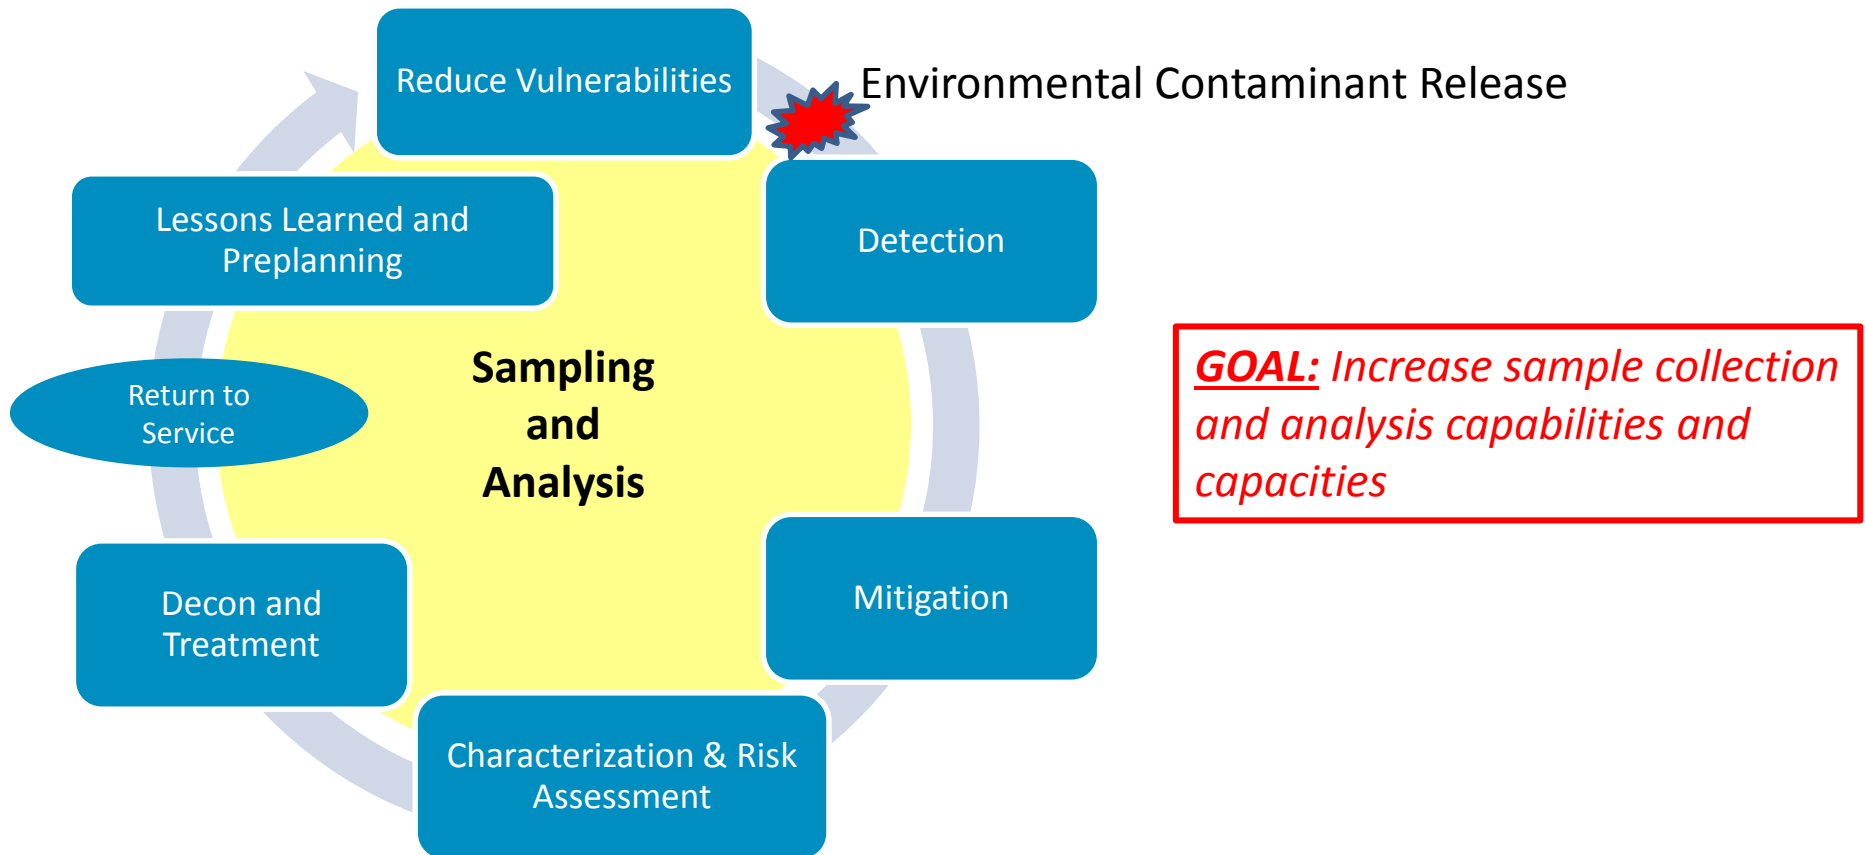 Reduce Vulnerabilities
Environmental Contaminant Release
Detection
Mitigation
Characterization & Risk
Assessment
Decon and
Treatment
Return to
Service
Lessons Learned and
Preplanning
Sampling
and
Analysis
GOAL: Increase sample collection
and analysis capabilities and
capacities